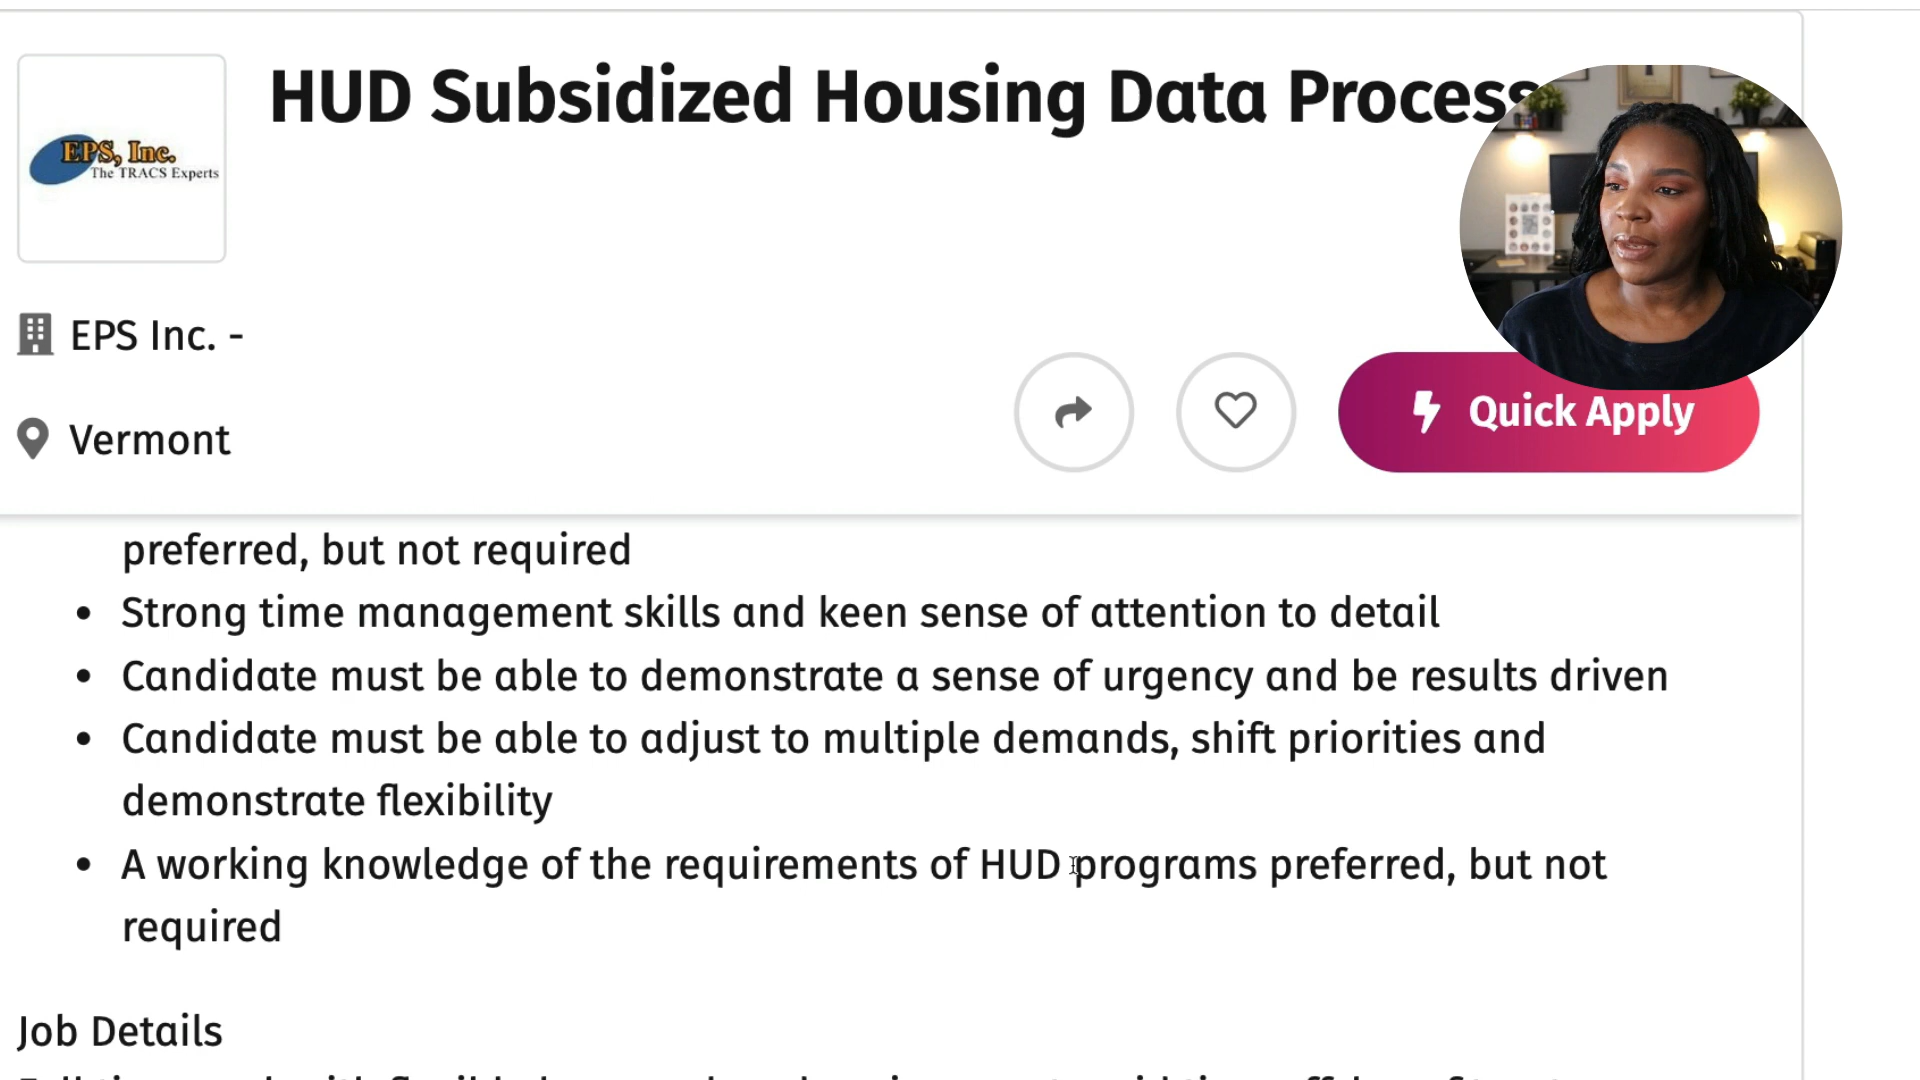 HUD Subsidized Housing Data Process
EPS, Inc.
The TRACS Experts
EPS Inc. -
Vermont
Quick Apply
preferred, but not required
• Strong time management skills and keen sense of attention to detail
• Candidate must be able to demonstrate a sense of urgency and be results driven
• Candidate must be able to adjust to multiple demands, shift priorities and
demonstrate flexibility
• A working knowledge of the requirements of HUD programs preferred, but not
required
Job Details